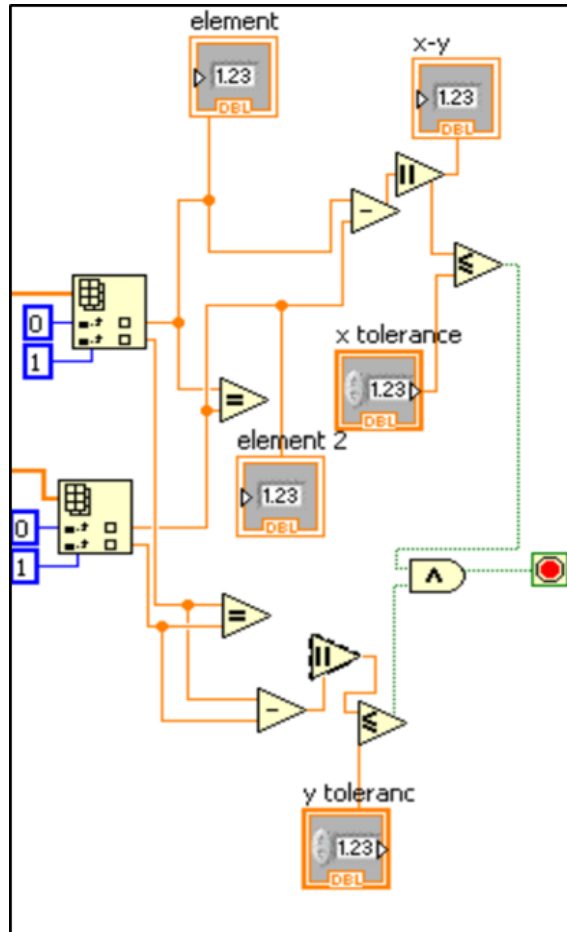 element
1.23
DBL
x-y
1.23
DBL
-
0
1
x tolerance
1.23
DBL
=
element 2
1.23
DBL
0
1
=
-
y toleranc
1.23
DBL